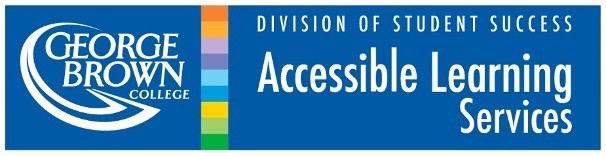 GEORGE
BROWN
COLLEGE
DIVISION OF STUDENT SUCCESS
Accessible Learning
Services